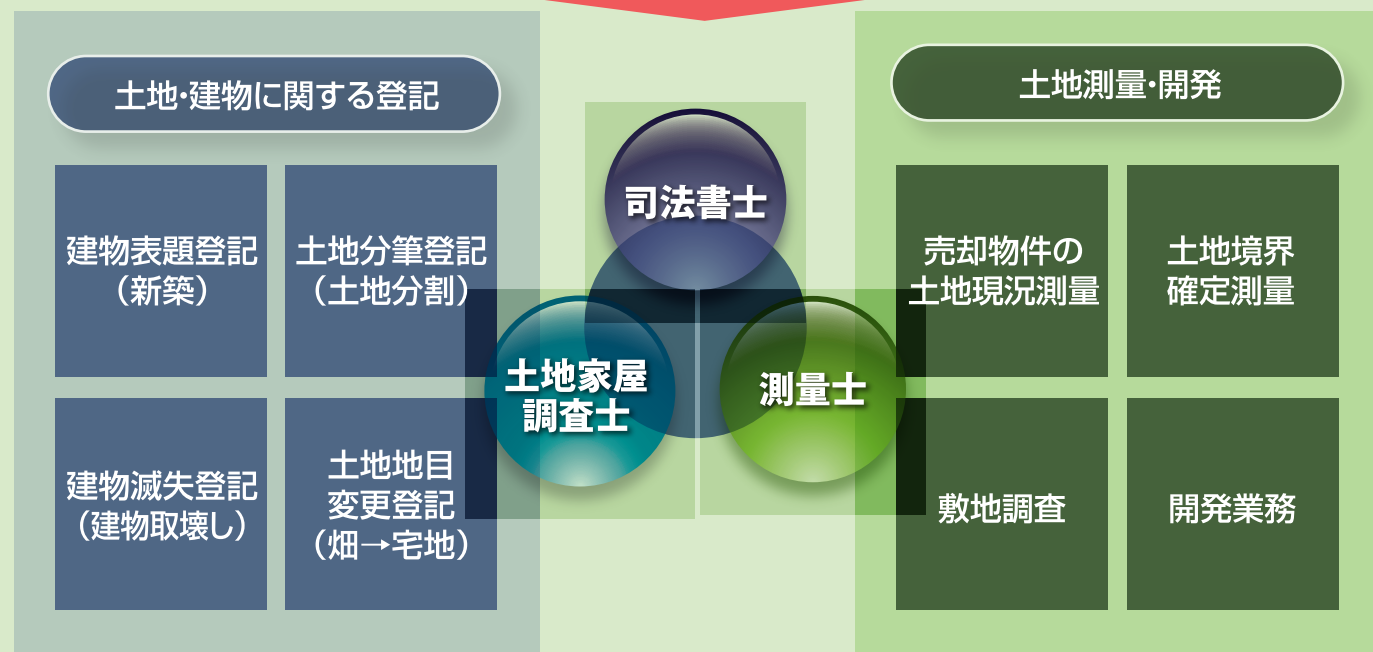 土地・建物に関する登記
建物表題登記
（新築）
土地分筆登記
（土地分割）
建物滅失登記
（建物取壊し）
土地地目
変更登記
（畑→宅地）
司法書士
土地家屋
調査士
測量士
土地測量・開発
売却物件の
土地現況測量
土地境界
確定測量
敷地調査
開発業務